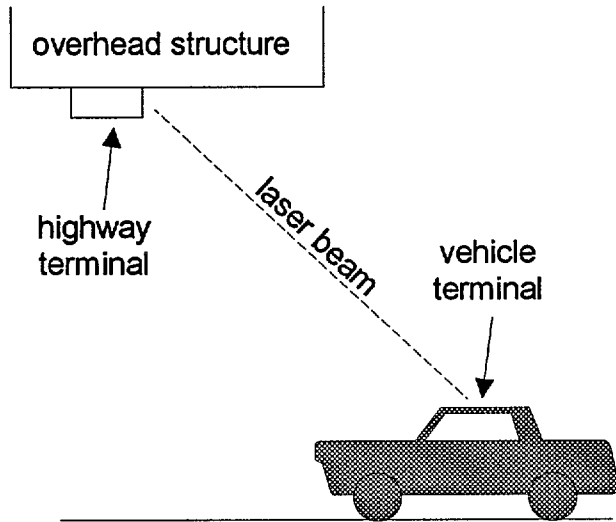 overhead structure
highway
terminal
laser beam
vehicle
terminal